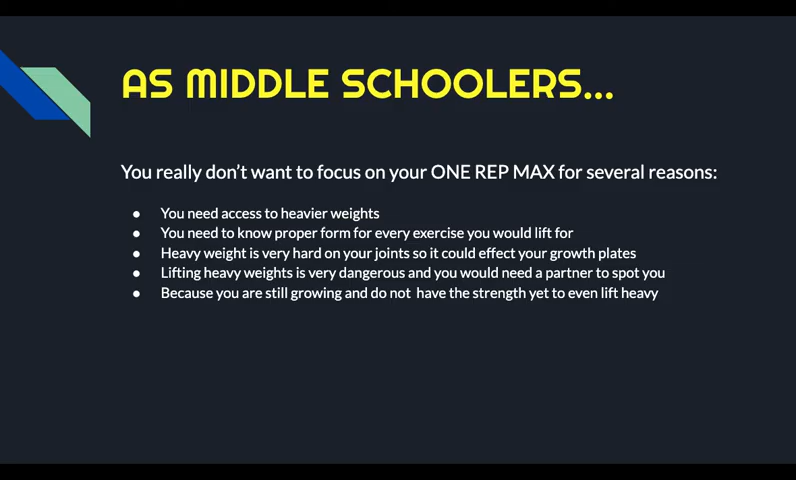 AS MIDDLE SCHOOLERS...
You really don't want to focus on your ONE REP MAX for several reasons:
● You need access to heavier weights
● You need to know proper form for every exercise you would lift for
● Heavy weight is very hard on your joints so it could effect your growth plates
● Lifting heavy weights is very dangerous and you would need a partner to spot you
● Because you are still growing and do not have the strength yet to even lift heavy